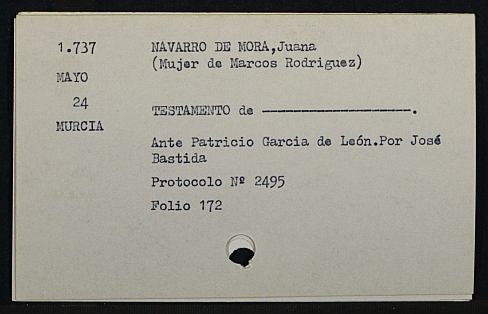 1.737
MAYO
24
MURCIA
NAVARRO DE MORA,Juana
(Mujer de Marcos Rodriguez)
TESTAMENTO de ---------------------.
Ante Patricio Garcia de León.Por José
Bastida
Protocolo Nº 2495
Folio 172